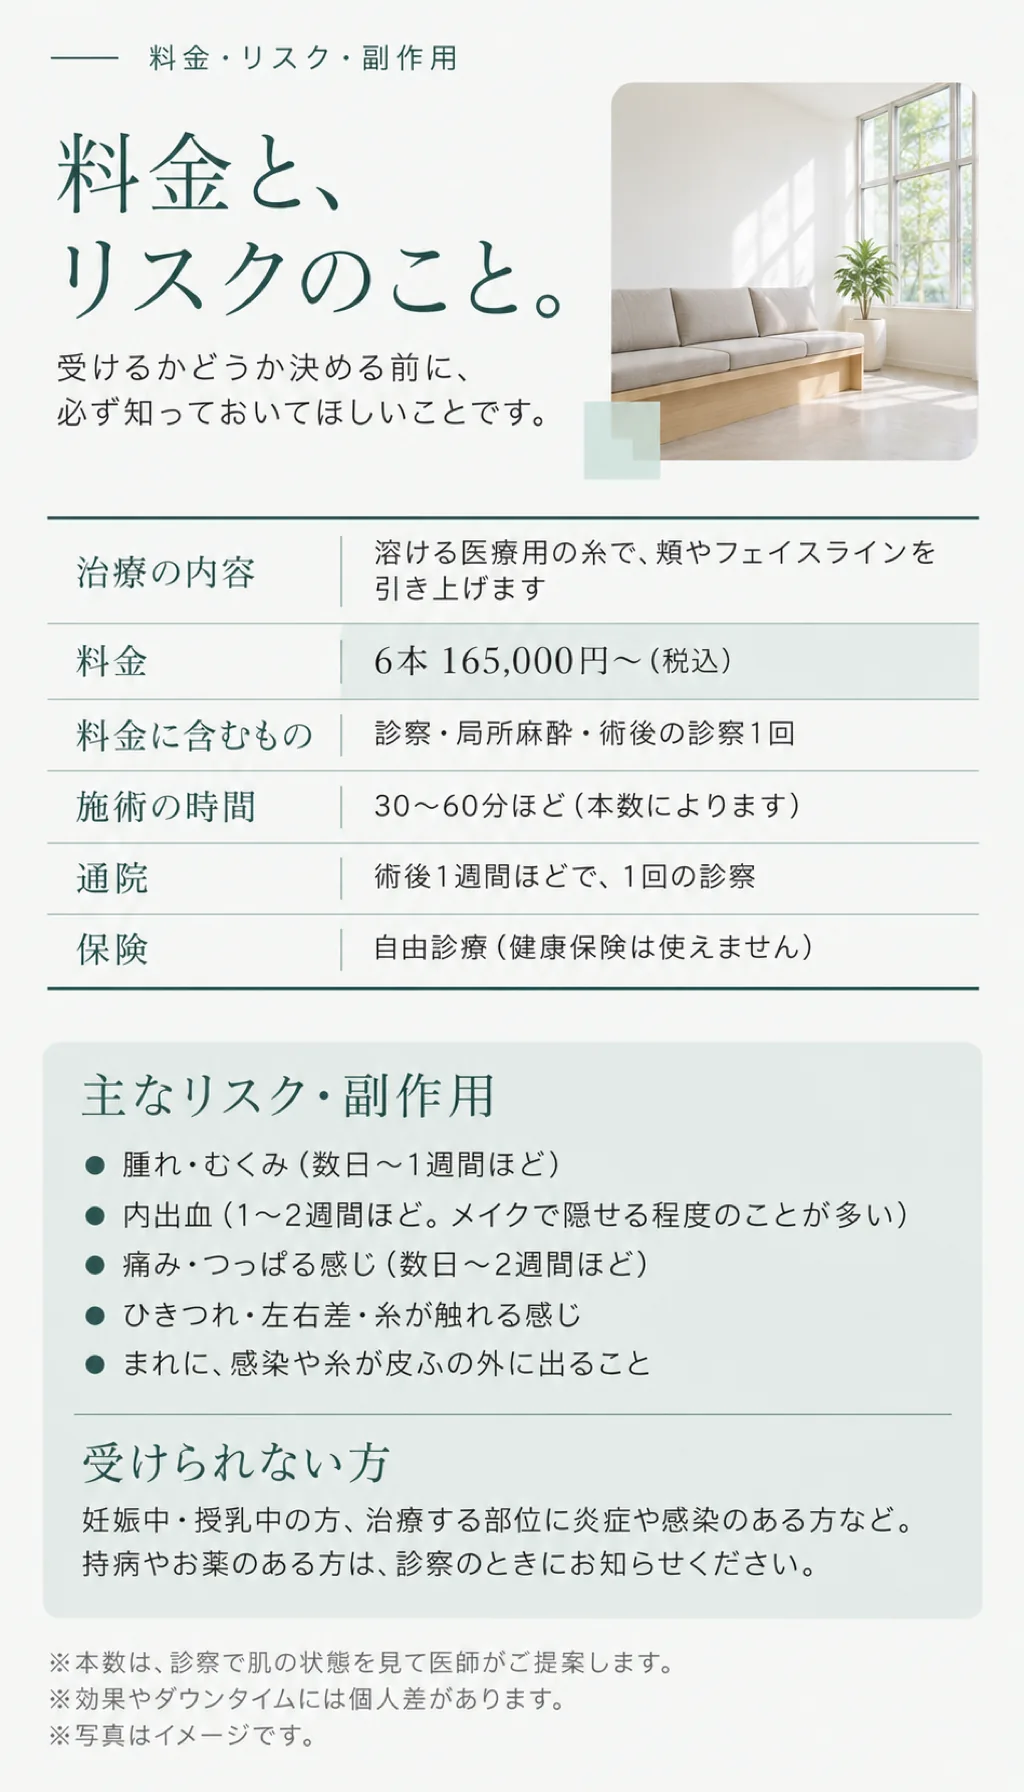 料金・リスク・副作用
料金と、
リスクのこと。
受けるかどうか決める前に、
必ず知っておいてほしいことです。
治療の内容
溶ける医療用の糸で、頬やフェイスラインを
引き上げます
料金
6本 165,000円〜(税込)
料金に含むもの
診察・局所麻酔・術後の診察1回
施術の時間
30〜60分ほど(本数によります)
通院
術後1週間ほどで、1回の診察
保険
自由診療(健康保険は使えません)
主なリスク・副作用
● 腫れ・むくみ(数日〜1週間ほど)
● 内出血(1〜2週間ほど。メイクで隠せる程度のことが多い)
● 痛み・つっぱる感じ(数日〜2週間ほど)
● ひきつれ・左右差・糸が触れる感じ
● まれに、感染や糸が皮ふの外に出ること
受けられない方
妊娠中・授乳中の方、治療する部位に炎症や感染のある方など。
持病やお薬のある方は、診察のときにお知らせください。
※本数は、診察で肌の状態を見て医師がご提案します。
※効果やダウンタイムには個人差があります。
※写真はイメージです。